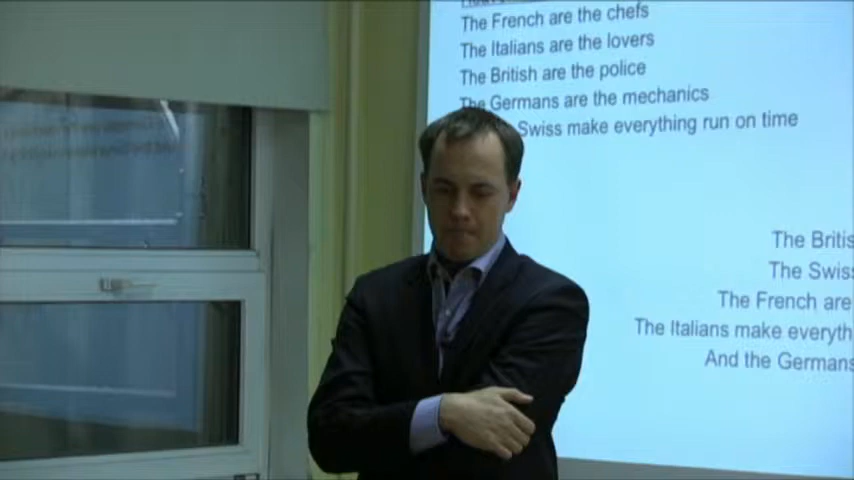 The French are the chefs
The Italians are the lovers
The British are the police
The Germans are the mechanics
Swiss make everything run on time
The Britis
The Swiss
The French are
The Italians make everyth
And the Germans